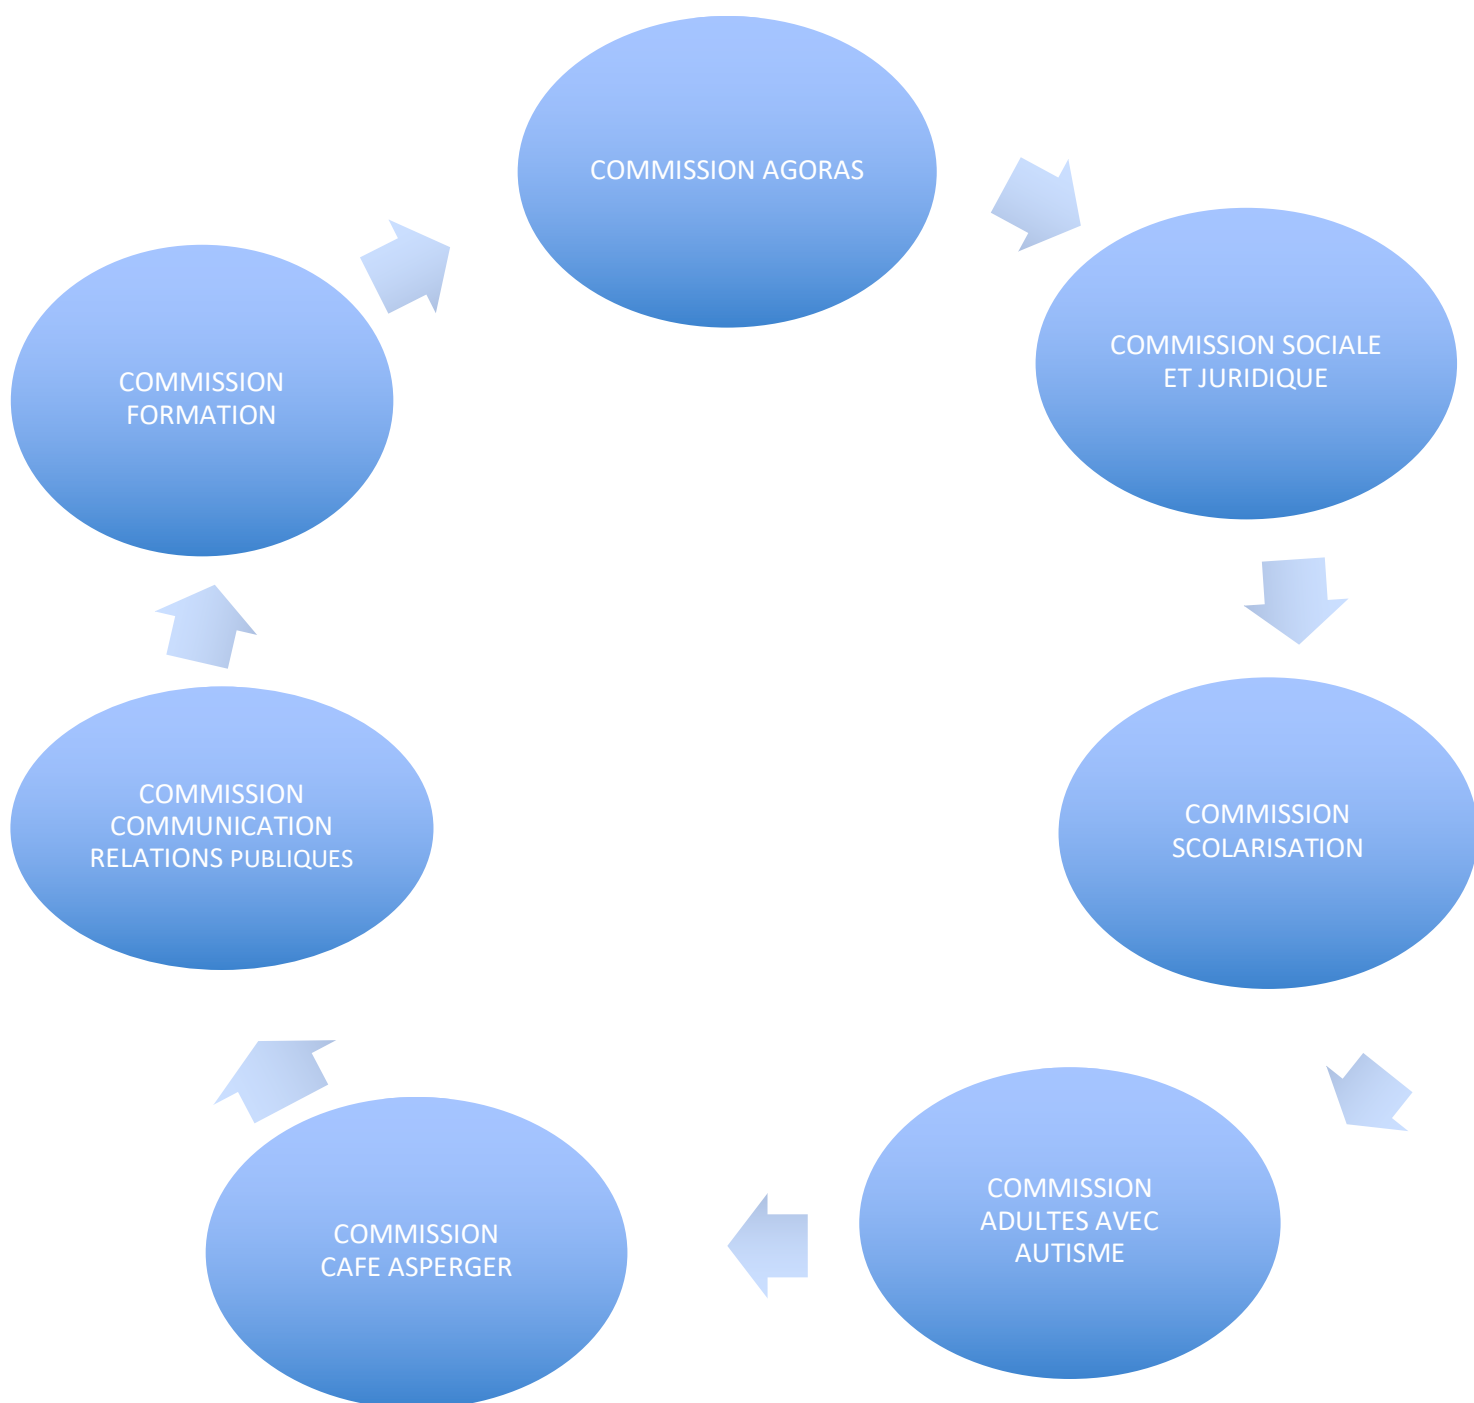 COMMISSION AGORAS
COMMISSION SOCIALE
ET JURIDIQUE
COMMISSION
SCOLARISATION
COMMISSION
ADULTES AVEC
AUTISME
COMMISSION
CAFE ASPERGER
COMMISSION
COMMUNICATION
RELATIONS PUBLIQUES
COMMISSION
FORMATION